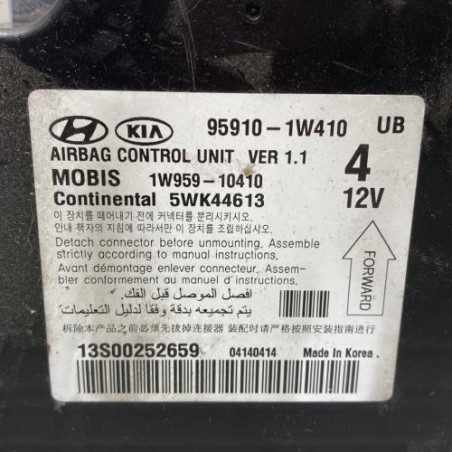 HYUNDAI KIA 95910-1W410 UB
AIRBAG CONTROL UNIT VER 1.1 4
MOBIS 1W959-10410
Continental 5WK44613 12V
이 장치를 떼어내기 전에 커넥터를 분리시키시오.
안내 책자의 지침에 따라서만 이 장치를 조립하십시오.
Detach connector before unmounting. Assemble
strictly according to manual instructions.
Avant démontage enlever connecteur. Assem-
bler conformement au manuel d'instructions.
افصل الموصل قبل الفك.
يتم تجميعه بدقة وفقا لدليل التعليمات.
拆除本产品之前必须先拔掉连接器 装配时请严格按照安装指南进行
FORWARD
13S00252659 04140414 Made In Korea.